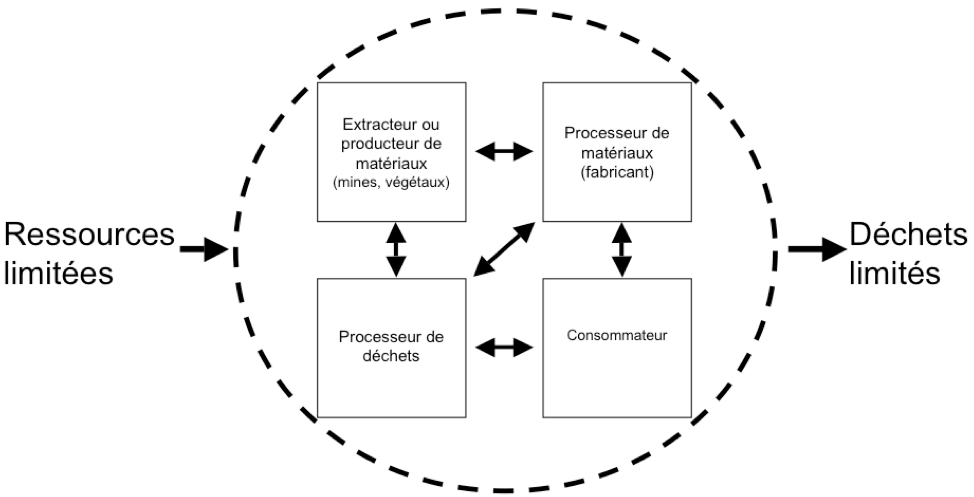 Extracteur ou
producteur de
matériaux
(mines, végétaux)
Processeur de
matériaux
(fabricant)
Ressources
limitées
Déchets
limités
Processeur de
déchets
Consommateur